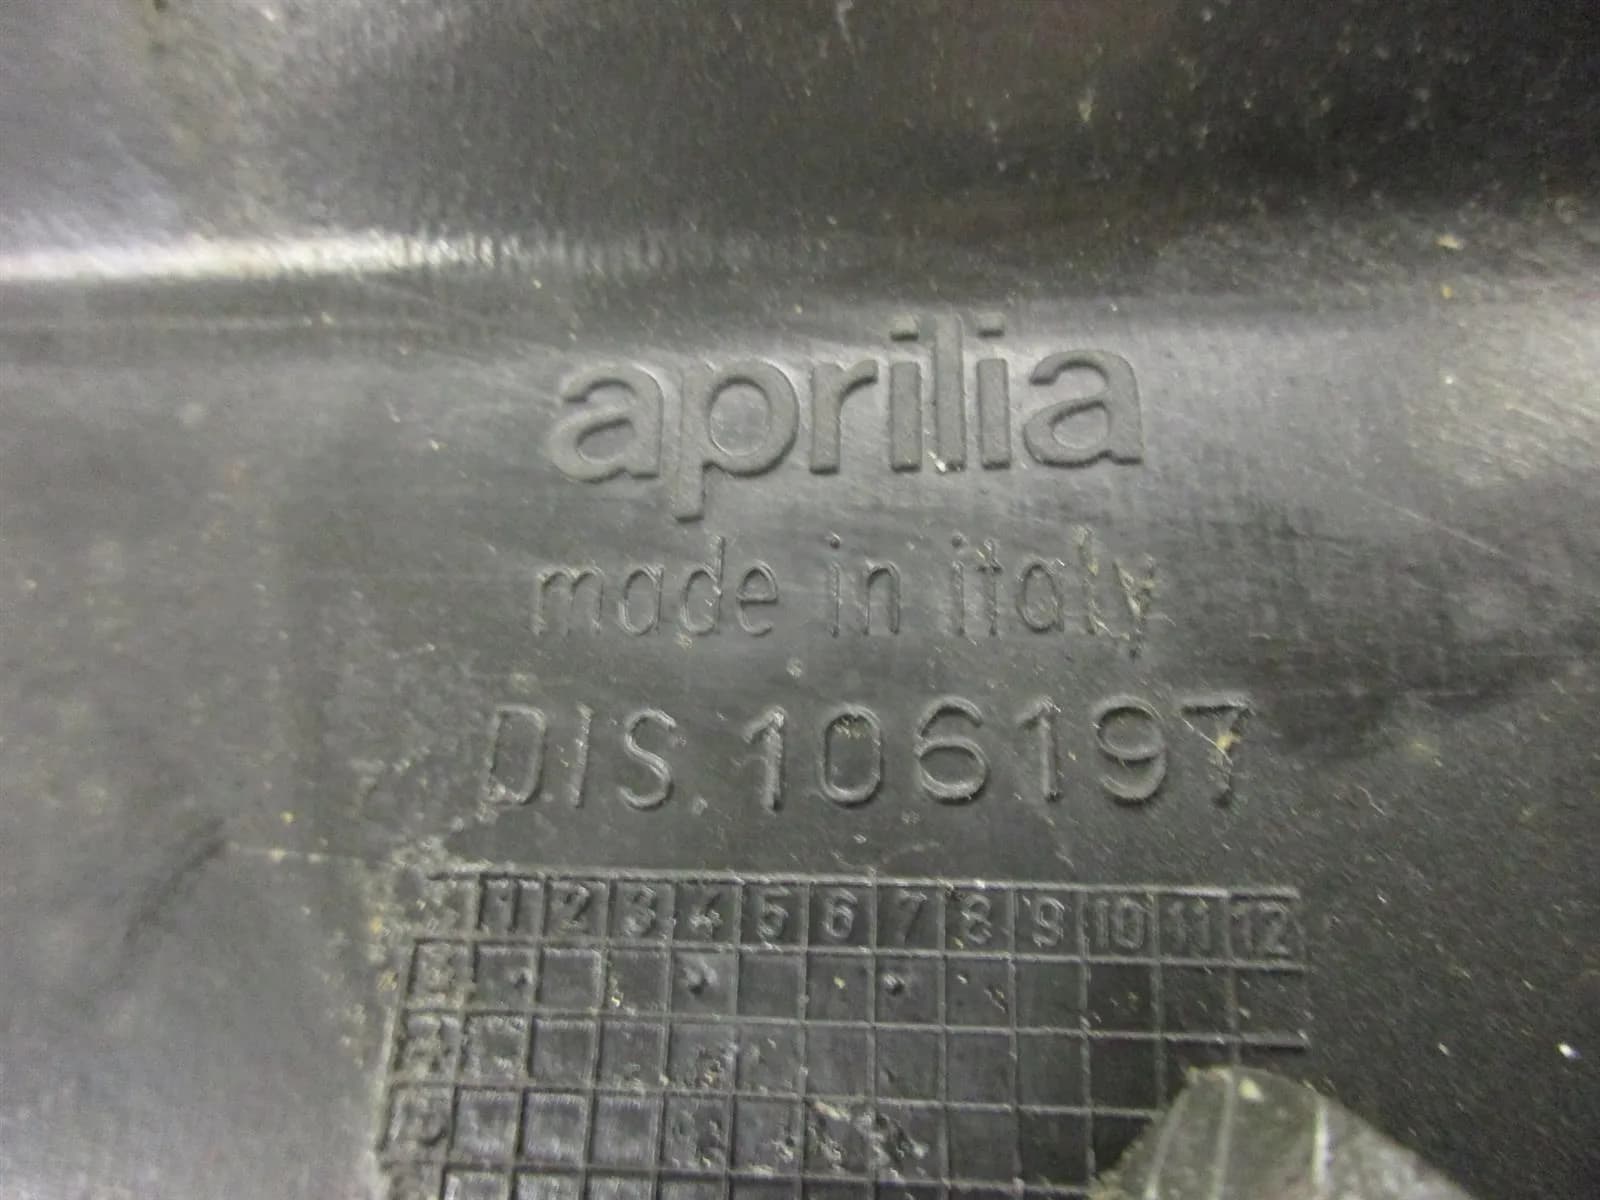 aprilia
made in italy
DIS.106197
1 2 3 4 5 6 7 8 9 10 11 12